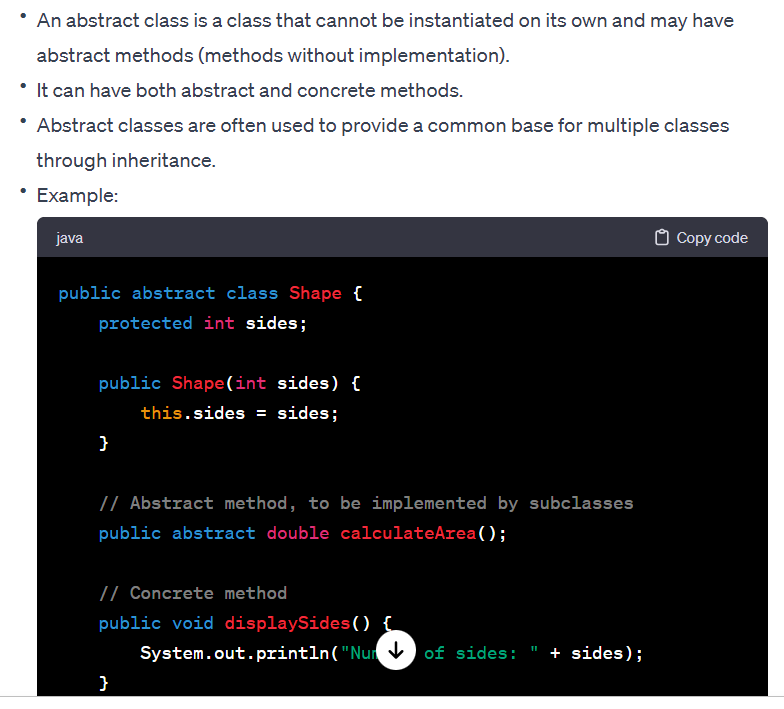 • An abstract class is a class that cannot be instantiated on its own and may have
abstract methods (methods without implementation).
• It can have both abstract and concrete methods.
• Abstract classes are often used to provide a common base for multiple classes
through inheritance.
• Example:
java Copy code
public abstract class Shape {
    protected int sides;
    public Shape(int sides) {
        this.sides = sides;
    }
    // Abstract method, to be implemented by subclasses
    public abstract double calculateArea();
    // Concrete method
    public void displaySides() {
        System.out.println(" of sides: " + sides);
    }